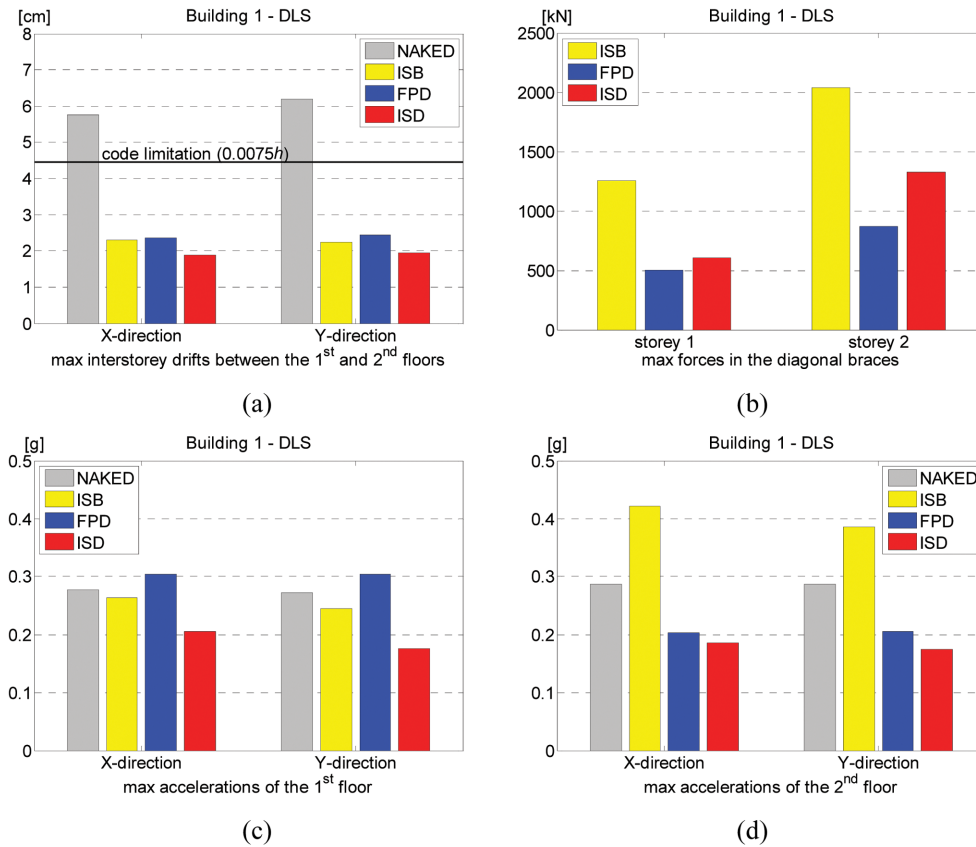 [cm]
Building 1 - DLS
8
7
6
5
4
3
2
1
0
NAKED
ISB
FPD
ISD
code limitation (0.0075h)
X-direction
Y-direction
max interstorey drifts between the 1st and 2nd floors
(a)
[kN]
Building 1 - DLS
2500
2000
1500
1000
500
0
ISB
FPD
ISD
storey 1
storey 2
max forces in the diagonal braces
(b)
[g]
Building 1 - DLS
0.5
0.4
0.3
0.2
0.1
0
NAKED
ISB
FPD
ISD
X-direction
Y-direction
max accelerations of the 1st floor
(c)
[g]
Building 1 - DLS
0.5
0.4
0.3
0.2
0.1
0
NAKED
ISB
FPD
ISD
X-direction
Y-direction
max accelerations of the 2nd floor
(d)